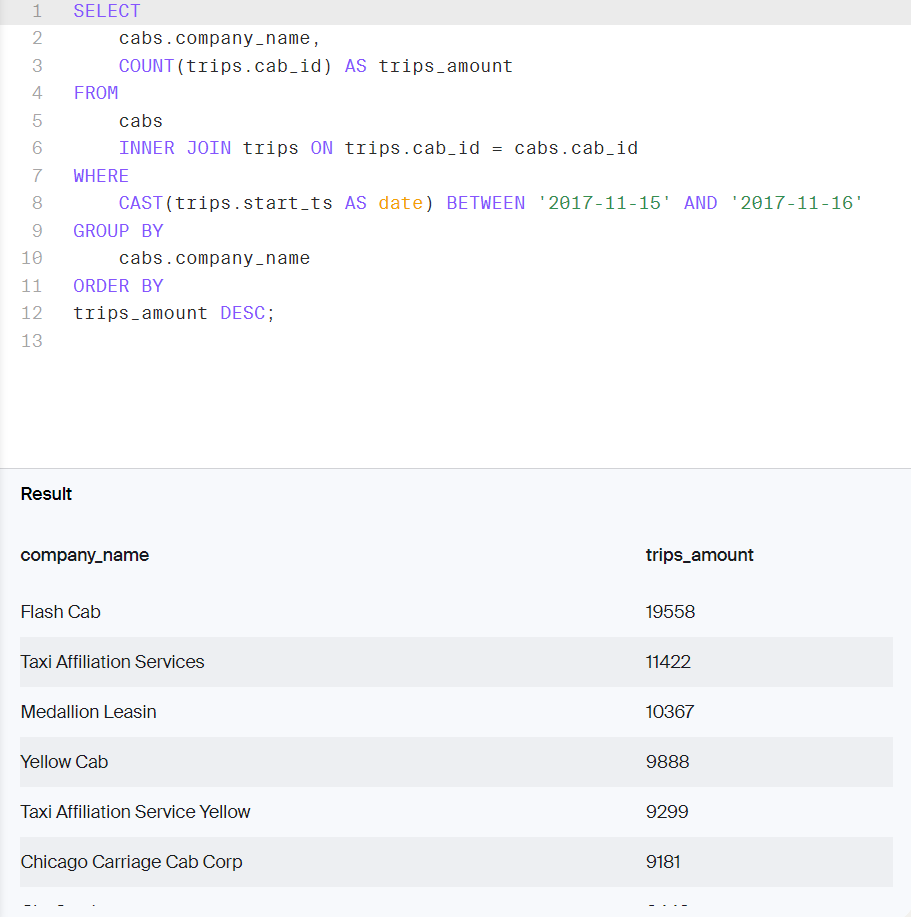 1 SELECT
2 cabs.company_name,
3 COUNT(trips.cab_id) AS trips_amount
4 FROM
5 cabs
6 INNER JOIN trips ON trips.cab_id = cabs.cab_id
7 WHERE
8 CAST(trips.start_ts AS date) BETWEEN '2017-11-15' AND '2017-11-16'
9 GROUP BY
10 cabs.company_name
11 ORDER BY
12 trips_amount DESC;
13
Result
company_name trips_amount
Flash Cab 19558
Taxi Affiliation Services 11422
Medallion Leasin 10367
Yellow Cab 9888
Taxi Affiliation Service Yellow 9299
Chicago Carriage Cab Corp 9181